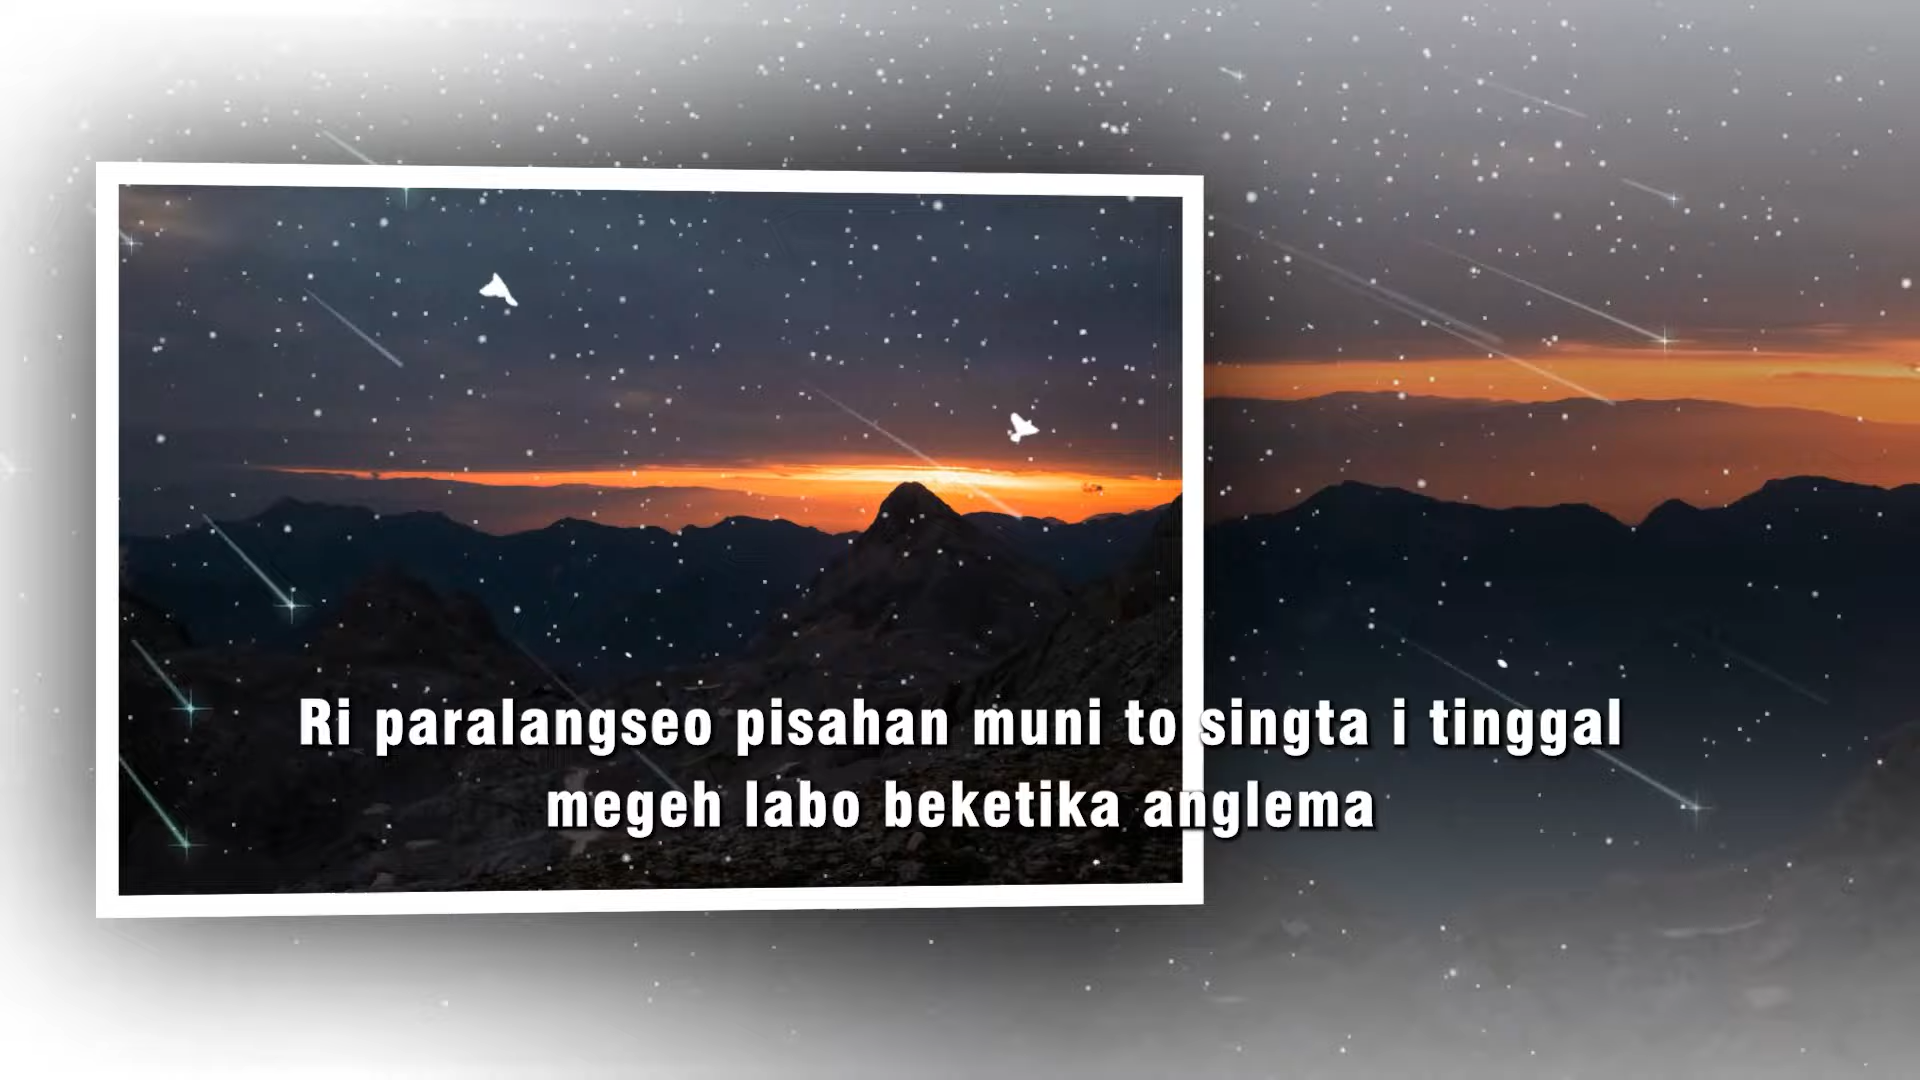 Ri paralangseo pisahan muni to singta i tinggal
megeh labo beketika anglema